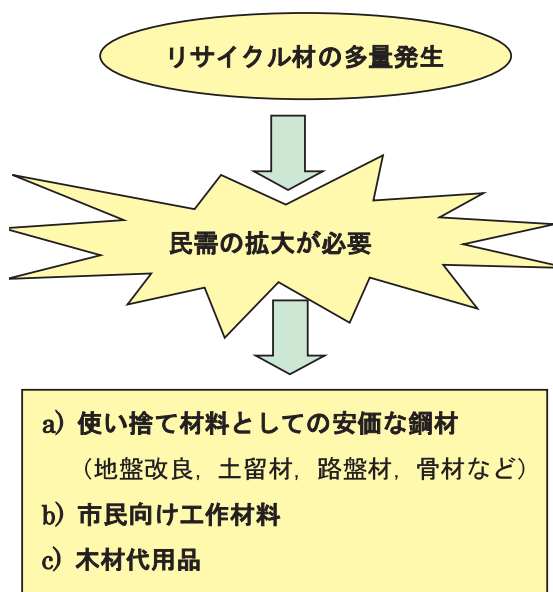 リサイクル材の多量発生
民需の拡大が必要
a) 使い捨て材料としての安価な鋼材
（地盤改良，土留材，路盤材，骨材など）
b) 市民向け工作材料
c) 木材代用品